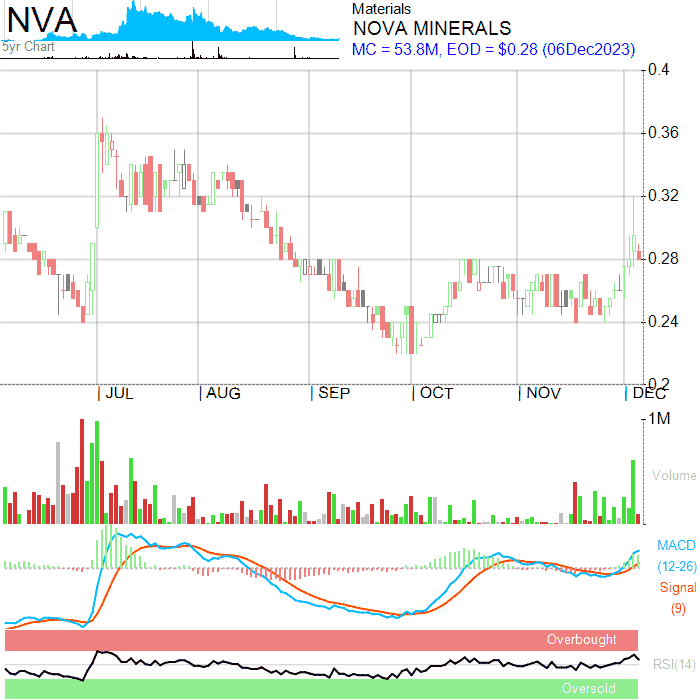 NVA
5yr Chart
Materials
NOVA MINERALS
MC = 53.8M, EOD = $0.28 (06Dec2023)
0.4
0.36
0.32
0.28
0.24
0.2
JUL AUG SEP OCT NOV DEC
1M
Volume
MACD
(12-26)
Signal
(9)
Overbought
RSI(14)
Oversold